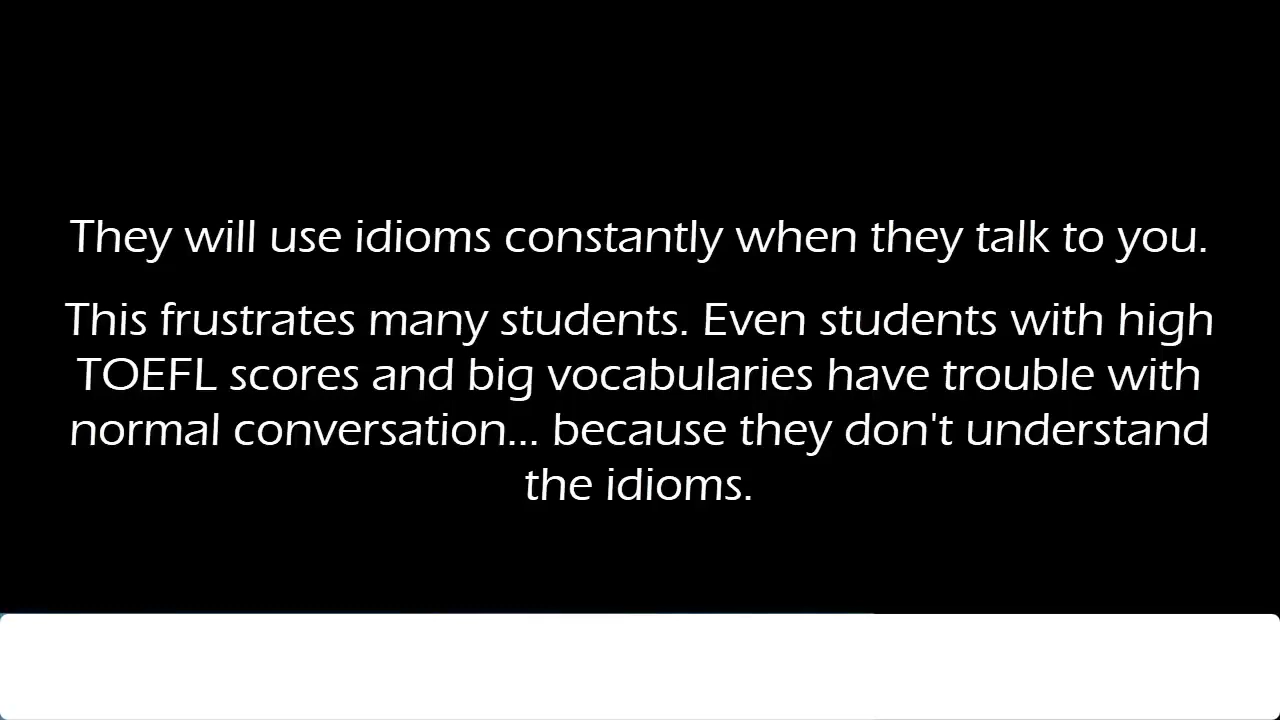 They will use idioms constantly when they talk to you.
This frustrates many students. Even students with high
TOEFL scores and big vocabularies have trouble with
normal conversation... because they don't understand
the idioms.